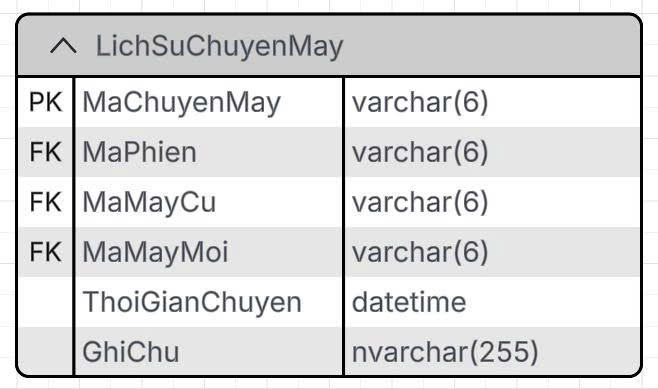 LichSuChuyenMay
PK MaChuyenMay varchar(6)
FK MaPhien varchar(6)
FK MaMayCu varchar(6)
FK MaMayMoi varchar(6)
ThoiGianChuyen datetime
GhiChu nvarchar(255)